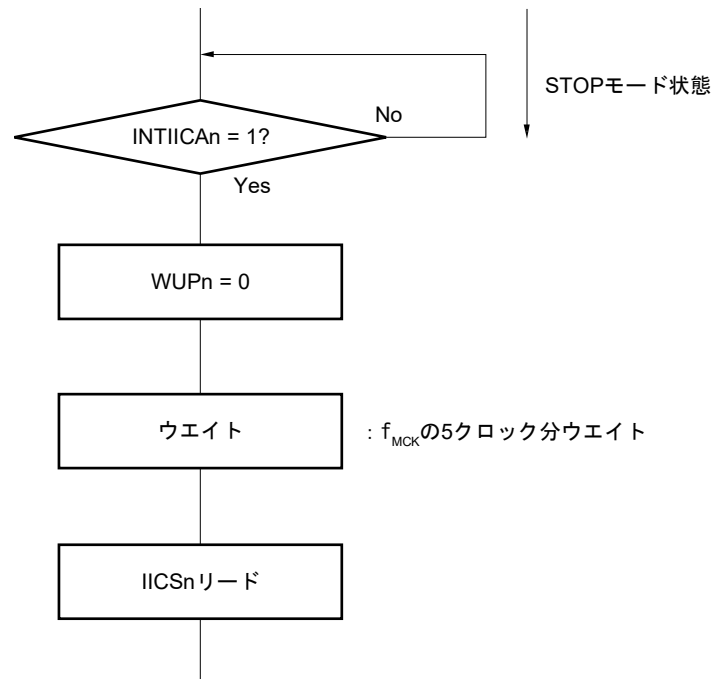 STOPモード状態
No
INTIICAn = 1?
Yes
WUPn = 0
ウエイト : fMCKの5クロック分ウエイト
IICSnリード